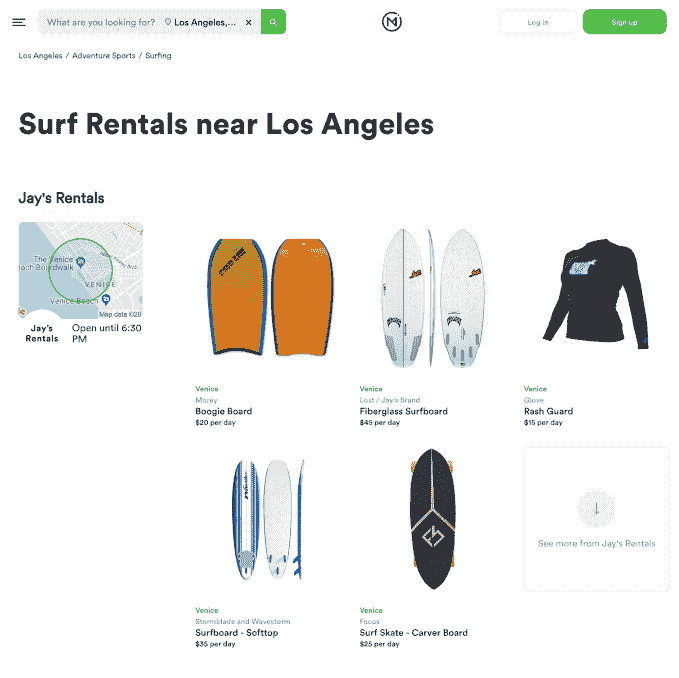 What are you looking for?
Los Angeles,...
Log in
Sign up
Los Angeles / Adventure Sports / Surfing
Surf Rentals near Los Angeles
Jay's Rentals
The Venice
each Boardwalk
VENICE
Venice Beach
Map data ©20
Jay's
Rentals
Open until 6:30
PM
Venice
Morey
Boogie Board
$20 per day
Venice
Lost / Jay's Brand
Fiberglass Surfboard
$45 per day
Venice
Glove
Rash Guard
$15 per day
Venice
Stormblade and Wavestorm
Surfboard - Softtop
$35 per day
Venice
Focus
Surf Skate - Carver Board
$25 per day
See more from Jay's Rentals